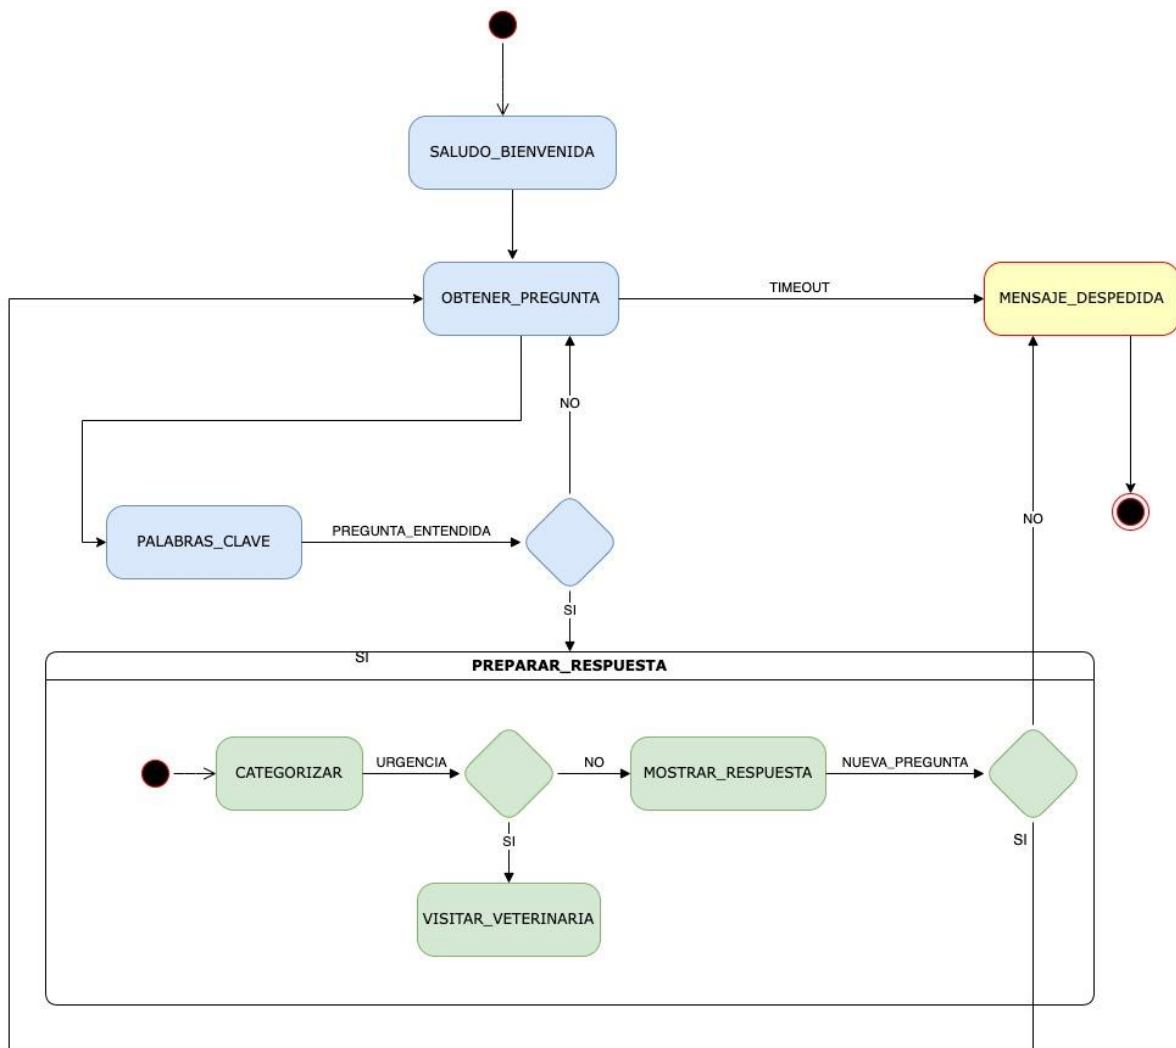 SALUDO_BIENVENIDA
OBTENER_PREGUNTA
TIMEOUT
MENSAJE_DESPEDIDA
NO
PALABRAS_CLAVE
PREGUNTA_ENTENDIDA
NO
SI
SI
PREPARAR_RESPUESTA
CATEGORIZAR
URGENCIA
NO
MOSTRAR_RESPUESTA
NUEVA_PREGUNTA
SI
SI
VISITAR_VETERINARIA